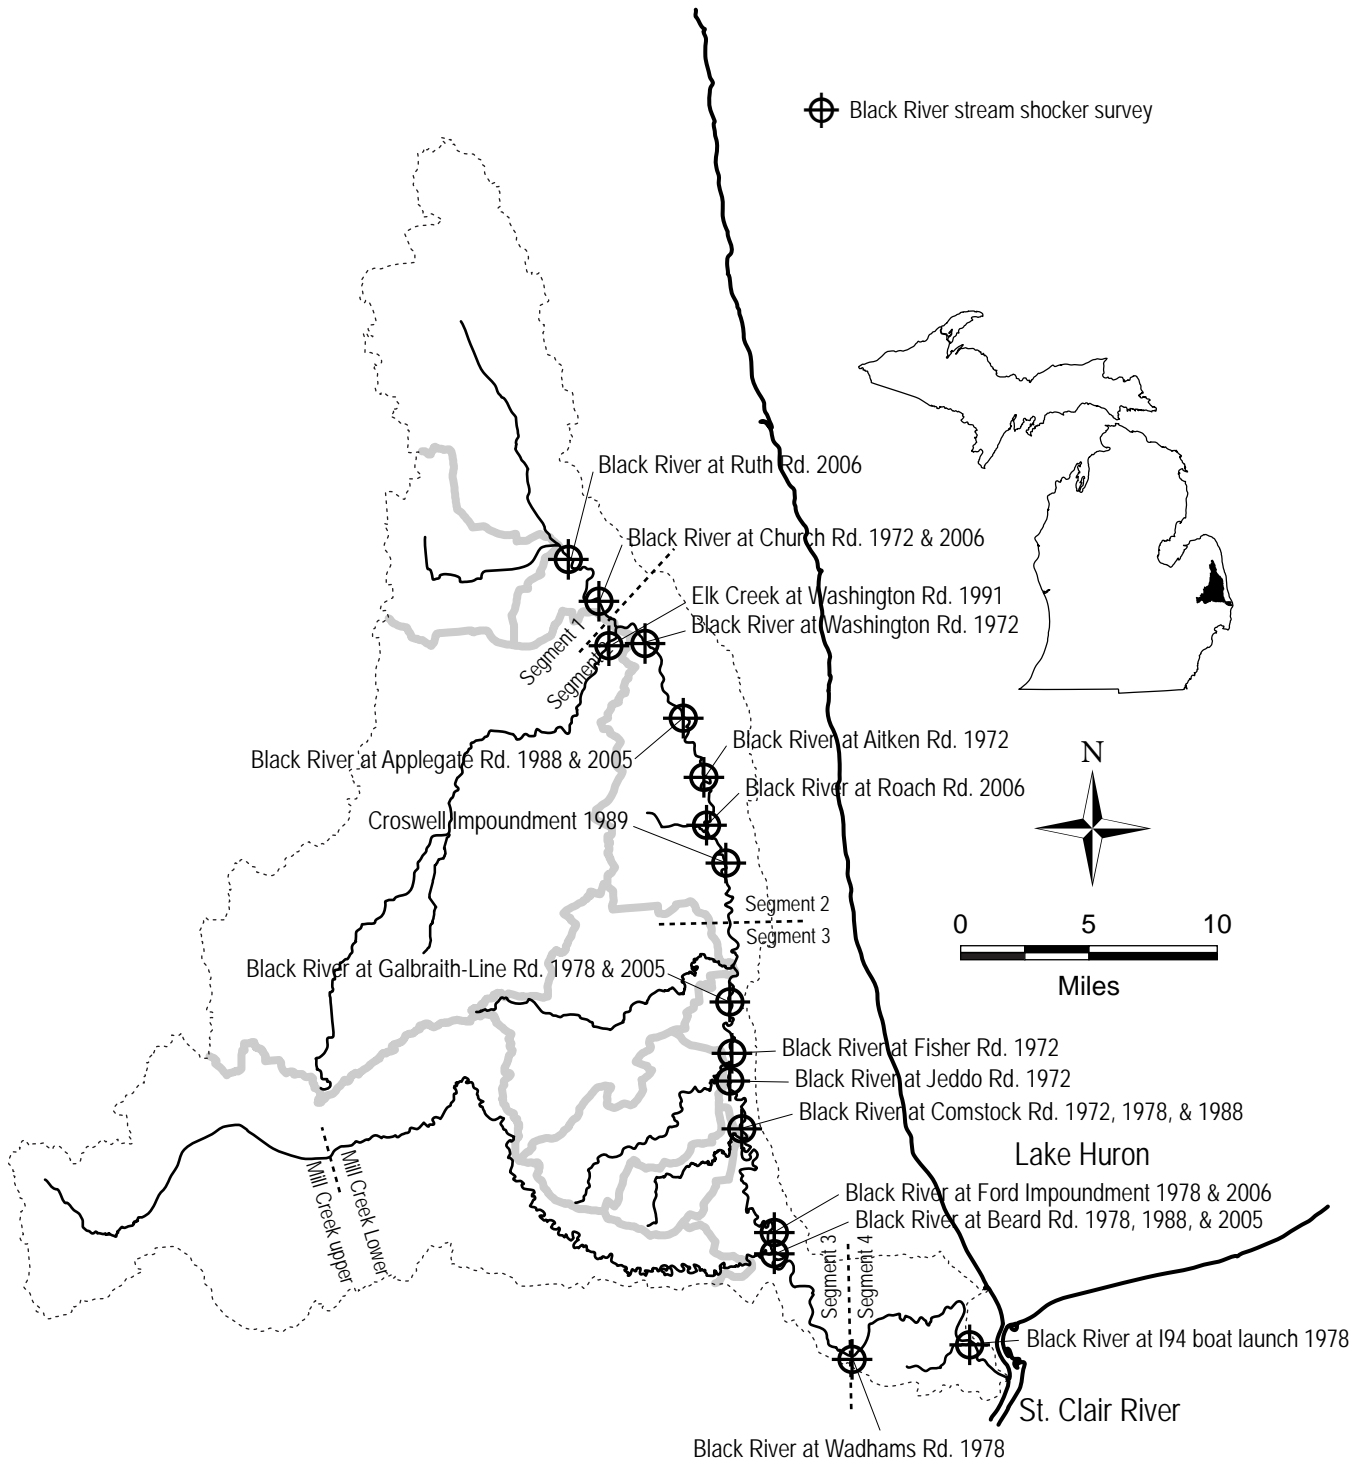 Black River stream shocker survey
Black River at Ruth Rd. 2006
Black River at Church Rd. 1972 & 2006
Elk Creek at Washington Rd. 1991
Black River at Washington Rd. 1972
Segment 1
Segment 2
Black River at Applegate Rd. 1988 & 2005
Black River at Aitken Rd. 1972
Black River at Roach Rd. 2006
Croswell Impoundment 1989
N
Segment 2
Segment 3
0 5 10
Miles
Black River at Galbraith-Line Rd. 1978 & 2005
Black River at Fisher Rd. 1972
Black River at Jeddo Rd. 1972
Black River at Comstock Rd. 1972, 1978, & 1988
Lake Huron
Mill Creek upper
Mill Creek Lower
Black River at Ford Impoundment 1978 & 2006
Black River at Beard Rd. 1978, 1988, & 2005
Segment 3
Segment 4
Black River at I94 boat launch 1978
St. Clair River
Black River at Wadhams Rd. 1978